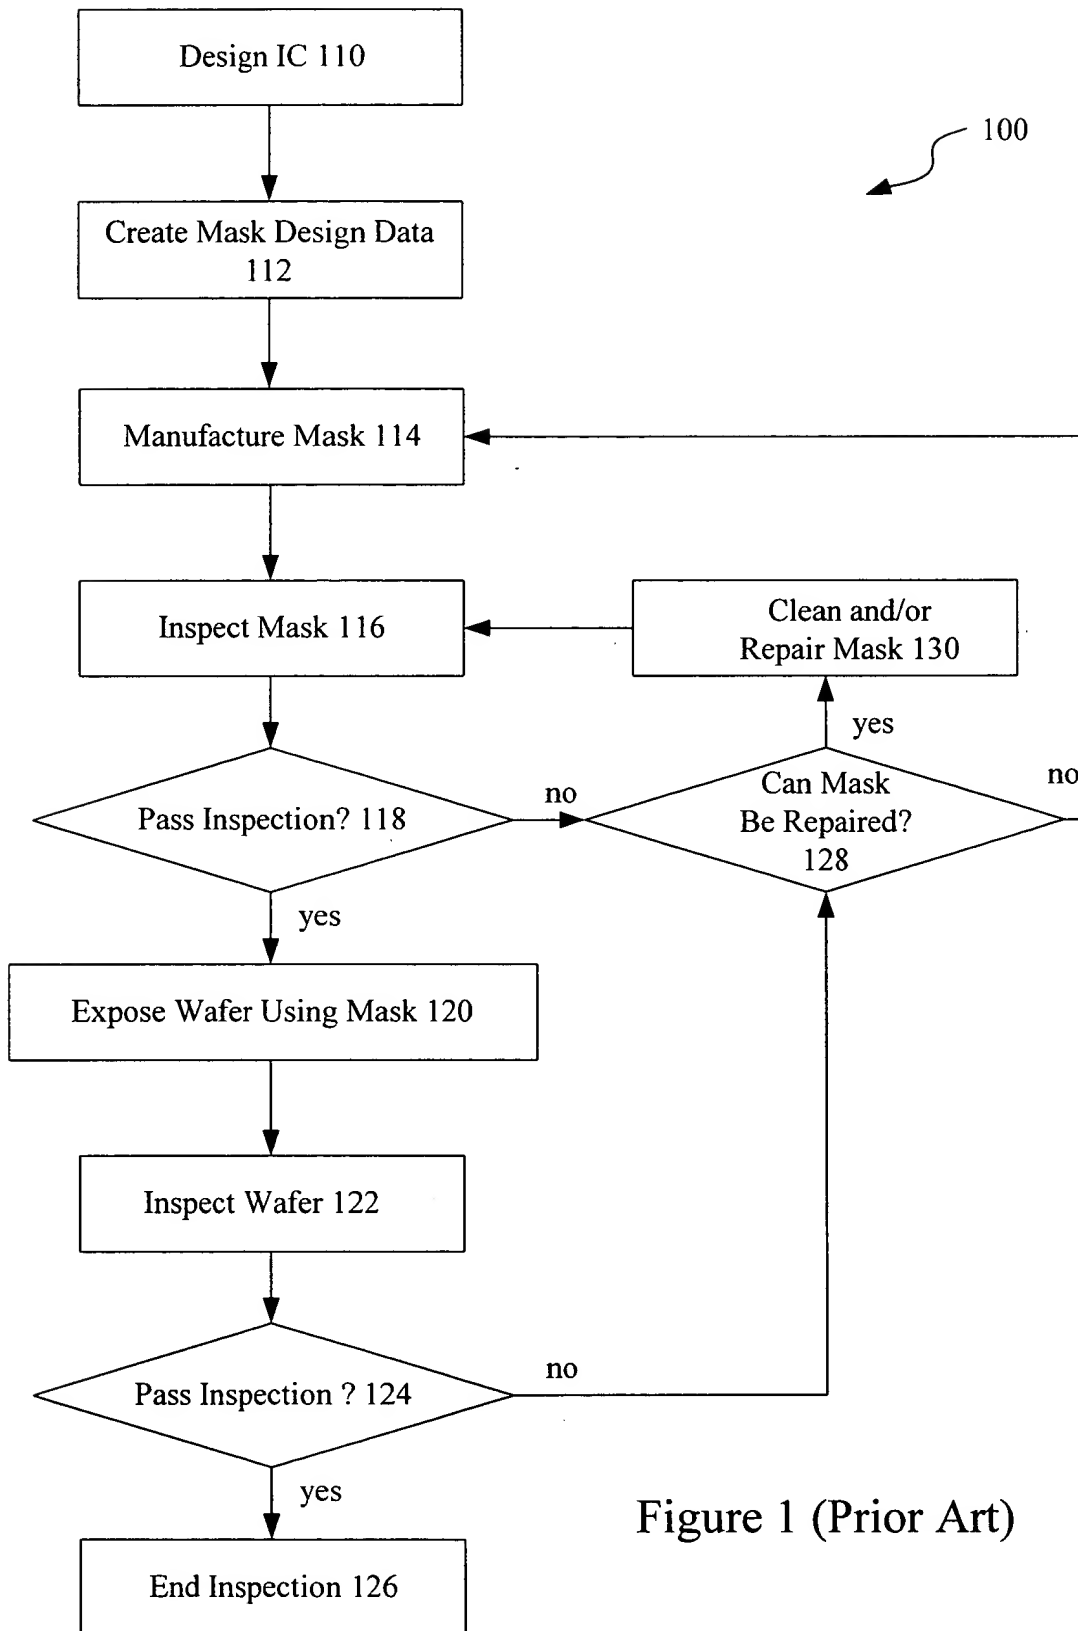 Design IC 110
100
Create Mask Design Data
112
Manufacture Mask 114
Inspect Mask 116
Clean and/or
Repair Mask 130
yes
Pass Inspection? 118
no
Can Mask
Be Repaired?
128
no
yes
Expose Wafer Using Mask 120
Inspect Wafer 122
Pass Inspection ? 124
no
yes
Figure 1 (Prior Art)
End Inspection 126